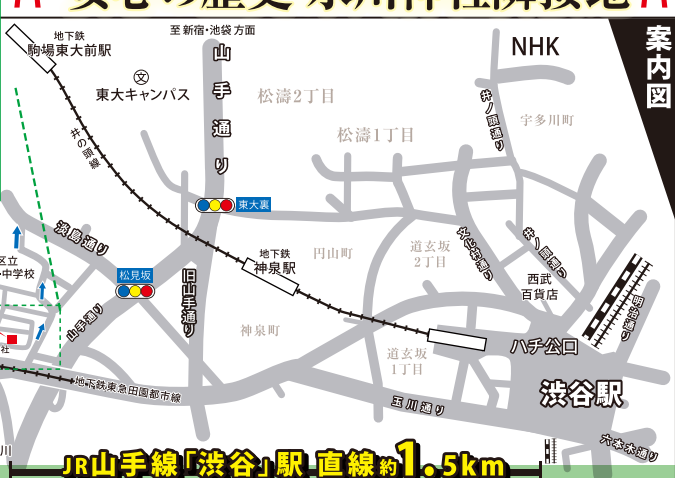 案内図
地下鉄
駒場東大前駅
至 新宿・池袋 方面
NHK
文
東大キャンパス
山手通り
松濤2丁目
松濤1丁目
井ノ頭通り
宇多川町
井の頭線
東大裏
淡島通り
区立
・中学校
松見坂
地下鉄
神泉駅
円山町
道玄坂
2丁目
文化村通り
井ノ頭通り
西武
百貨店
明治通り
旧山手通り
山手通り
神泉町
道玄坂
1丁目
ハチ公口
渋谷駅
社
地下鉄東急田園都市線
玉川通り
六本木通り
川
JR山手線「渋谷」駅 直線約1.5km